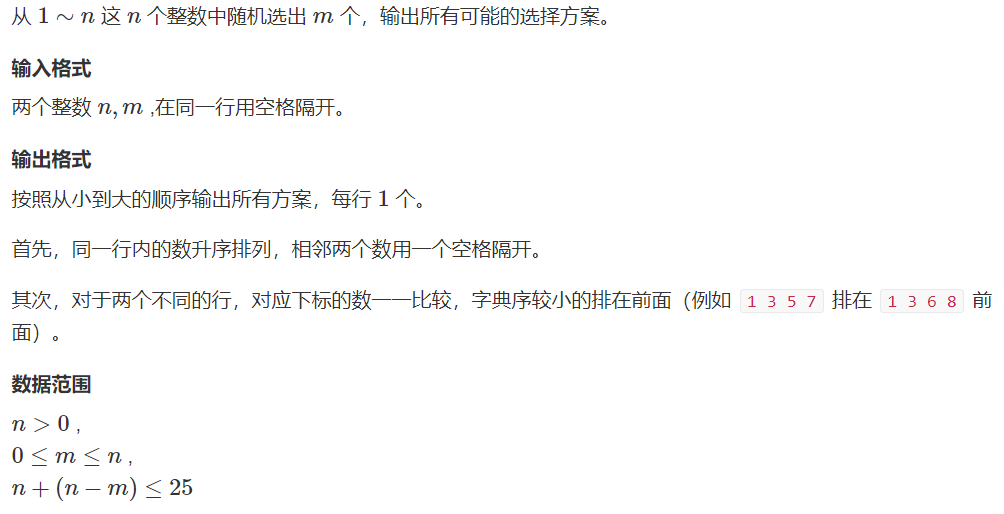 从 1 ∼ n 这 n 个整数中随机选出 m 个，输出所有可能的选择方案。
输入格式
两个整数 n, m ,在同一行用空格隔开。
输出格式
按照从小到大的顺序输出所有方案，每行 1 个。
首先，同一行内的数升序排列，相邻两个数用一个空格隔开。
其次，对于两个不同的行，对应下标的数一一比较，字典序较小的排在前面（例如 1 3 5 7 排在 1 3 6 8 前
面）。
数据范围
n > 0 ,
0 ≤ m ≤ n ,
n + (n − m) ≤ 25